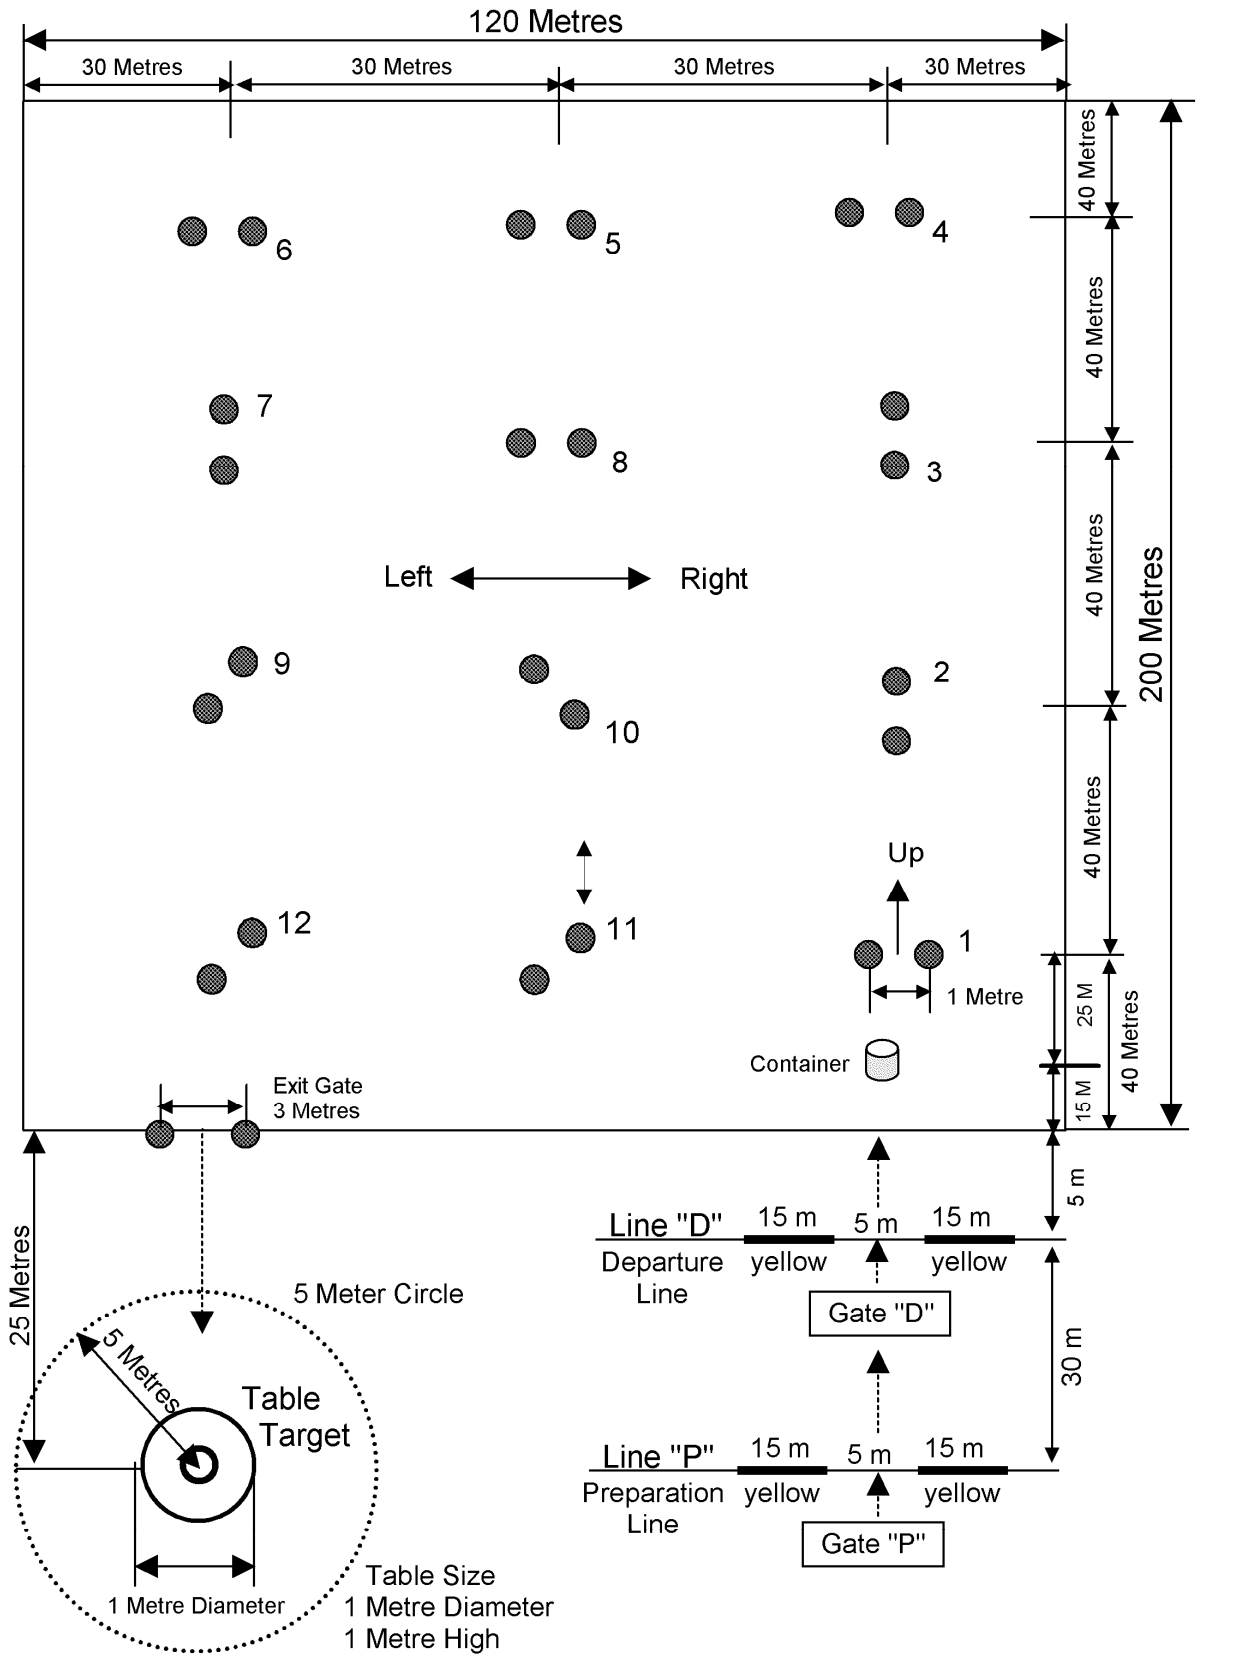 120 Metres
30 Metres
30 Metres
30 Metres
30 Metres
40 Metres
6
5
4
40 Metres
7
8
3
Left
Right
40 Metres
200 Metres
9
10
2
40 Metres
Up
12
11
1
1 Metre
25 M
40 Metres
Container
15 M
Exit Gate
3 Metres
5 m
Line "D"
15 m
5 m
15 m
Departure
Line
yellow
yellow
25 Metres
5 Meter Circle
Gate "D"
30 m
5 Metres
Table
Target
Line "P"
15 m
5 m
15 m
Preparation
Line
yellow
yellow
Gate "P"
1 Metre Diameter
Table Size
1 Metre Diameter
1 Metre High